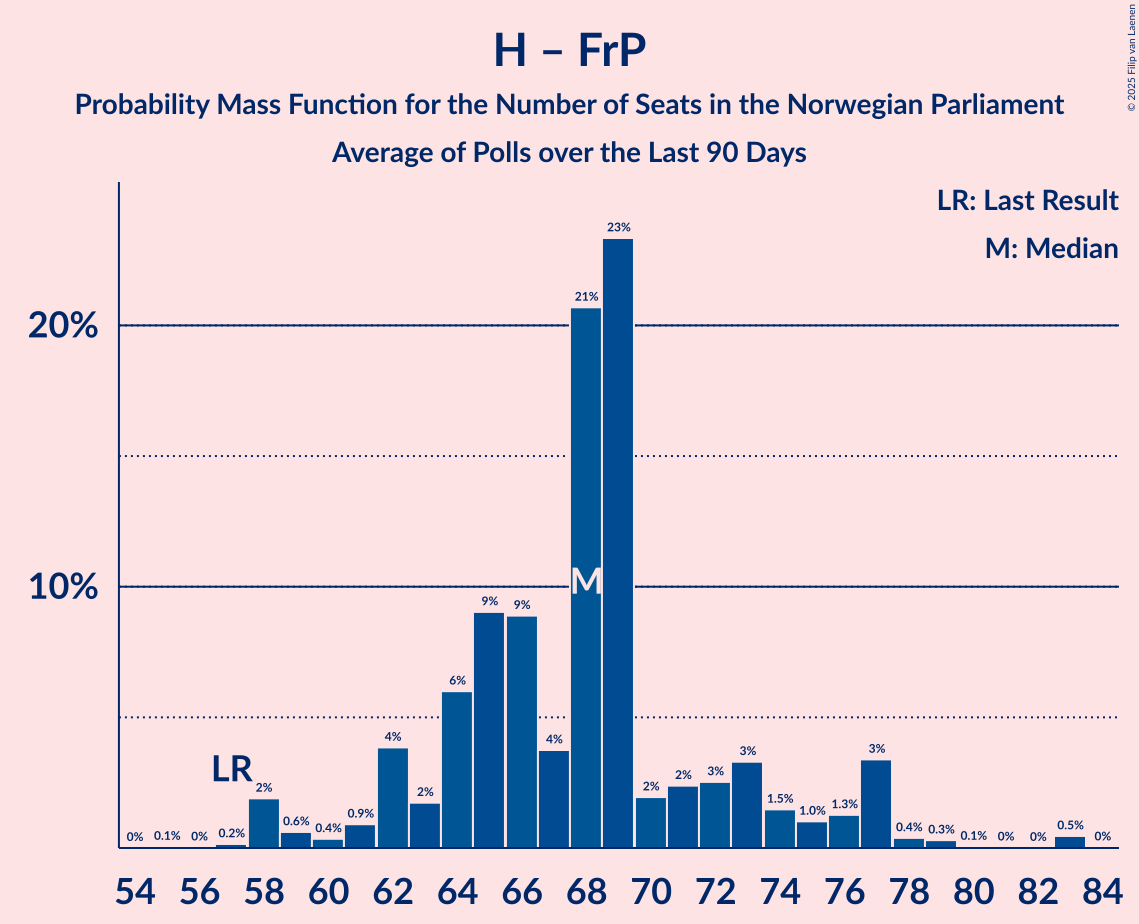 H – FrP
Probability Mass Function for the Number of Seats in the Norwegian Parliament
Average of Polls over the Last 90 Days
© 2025 Filip van Laenen
LR: Last Result
M: Median
20%
10%
LR
M
0% 0.1% 0% 0.2% 2% 0.6% 0.4% 0.9% 4% 2% 6% 9% 9% 4% 21% 23% 2% 2% 3% 3% 1.5% 1.0% 1.3% 3% 0.4% 0.3% 0.1% 0% 0% 0.5% 0%
54 56 58 60 62 64 66 68 70 72 74 76 78 80 82 84